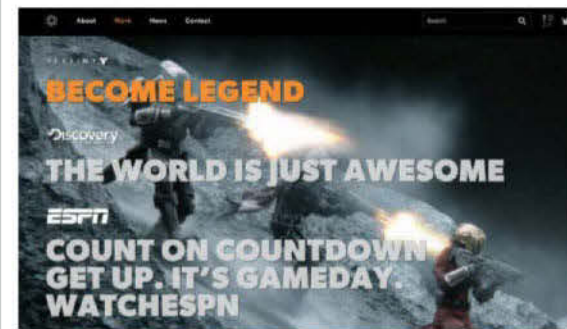 About Work News Contact Search
DESTINY
BECOME LEGEND
Discovery
THE WORLD IS JUST AWESOME
ESPN
COUNT ON COUNTDOWN
GET UP. IT'S GAMEDAY.
WATCHESPN